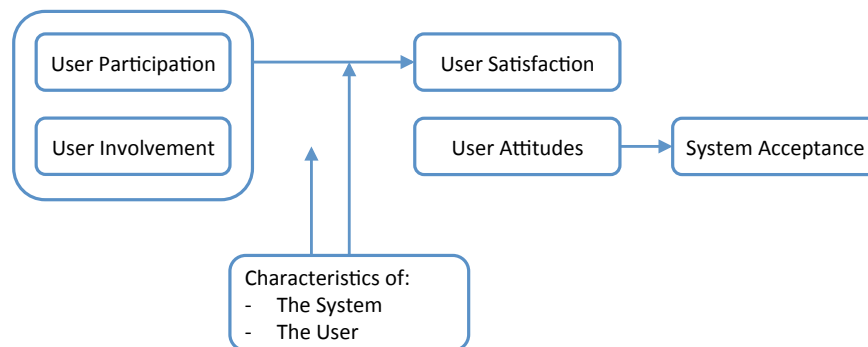 User Participation
User Satisfaction
User Involvement
User Attitudes
System Acceptance
Characteristics of:
- The System
- The User